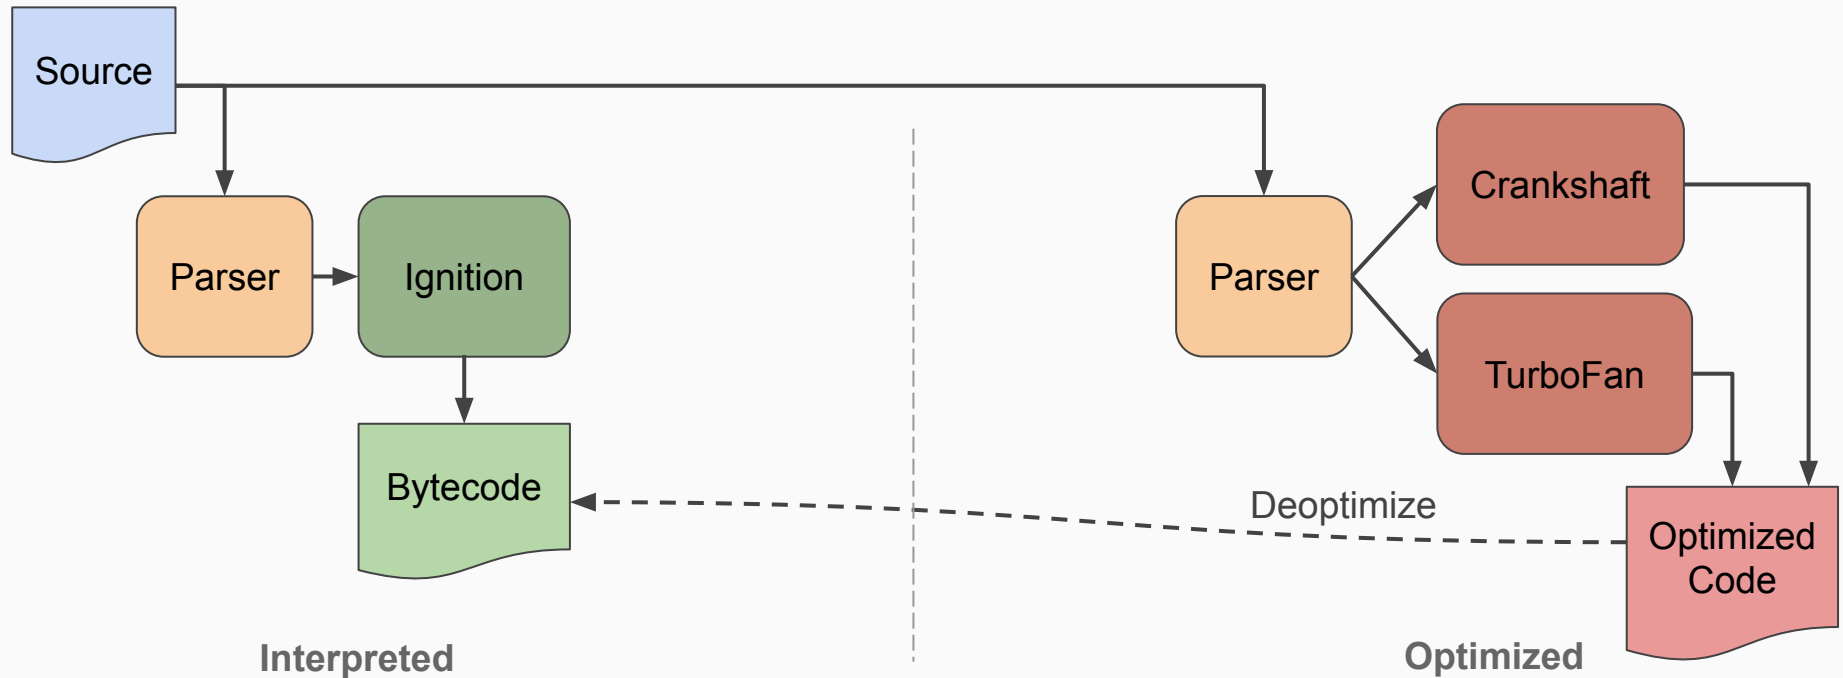 Source
Parser
Ignition
Bytecode
Interpreted
Parser
Crankshaft
TurboFan
Deoptimize
Optimized
Code
Optimized